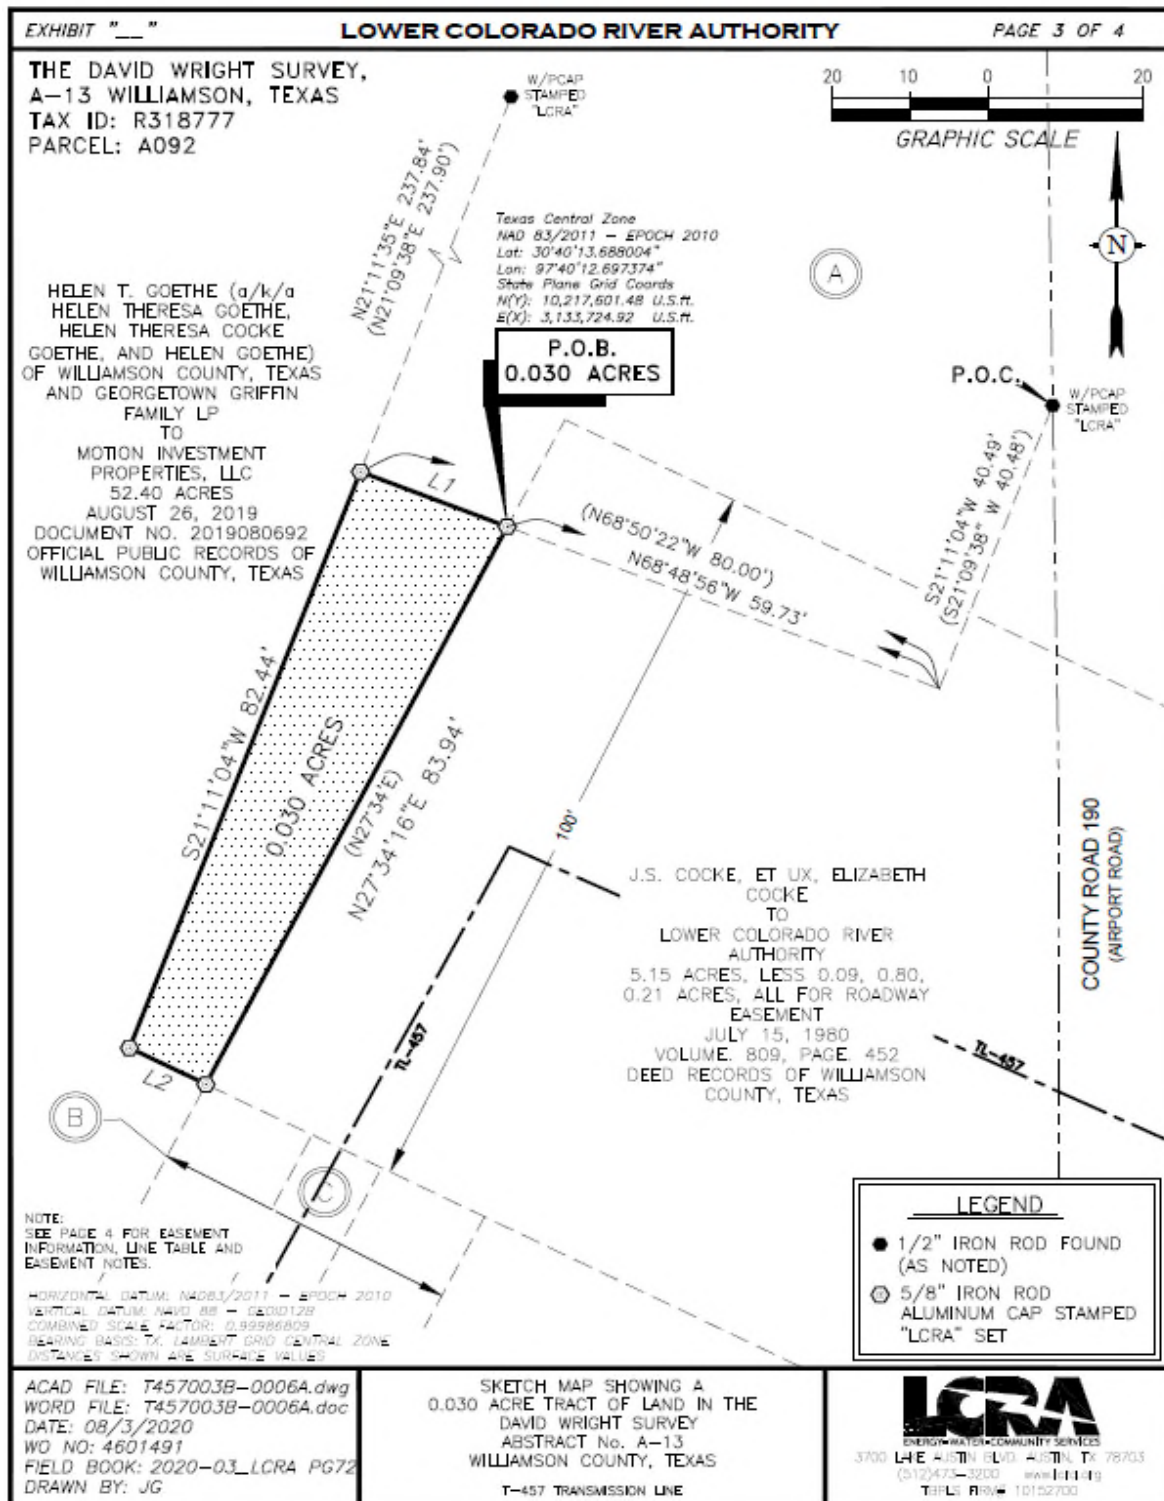 EXHIBIT "__"
LOWER COLORADO RIVER AUTHORITY
PAGE 3 OF 4
THE DAVID WRIGHT SURVEY,
A-13 WILLIAMSON, TEXAS
TAX ID: R318777
PARCEL: A092
W/PCAP
STAMPED
"LCRA"
20 10 0 20
GRAPHIC SCALE
N
N21°11'35"E 237.84'
(N21°09'38"E 237.90')
Texas Central Zone
NAD 83/2011 - EPOCH 2010
Lat: 30°40'13.688004"
Lon: 97°40'12.697374"
State Plane Grid Coords
N(Y): 10,217,601.48 U.S.ft.
E(X): 3,133,724.92 U.S.ft.
A
P.O.B.
0.030 ACRES
P.O.C.
W/PCAP
STAMPED
"LCRA"
HELEN T. GOETHE (a/k/a
HELEN THERESA GOETHE,
HELEN THERESA COCKE
GOETHE, AND HELEN GOETHE)
OF WILLIAMSON COUNTY, TEXAS
AND GEORGETOWN GRIFFIN
FAMILY LP
TO
MOTION INVESTMENT
PROPERTIES, LLC
52.40 ACRES
AUGUST 26, 2019
DOCUMENT NO. 2019080692
OFFICIAL PUBLIC RECORDS OF
WILLIAMSON COUNTY, TEXAS
L1
(N68°50'22"W 80.00')
N68°48'56"W 59.73'
S21°11'04"W 40.49'
(S21°09'38" W 40.48')
S21°11'04"W 82.44'
0.030 ACRES
(N27°34'E)
N27°34'16"E 83.94'
100'
COUNTY ROAD 190
(AIRPORT ROAD)
J.S. COCKE, ET UX, ELIZABETH
COCKE
TO
LOWER COLORADO RIVER
AUTHORITY
5.15 ACRES, LESS 0.09, 0.80,
0.21 ACRES, ALL FOR ROADWAY
EASEMENT
JULY 15, 1980
VOLUME. 809, PAGE. 452
DEED RECORDS OF WILLIAMSON
COUNTY, TEXAS
TL-457
TL-457
L2
B
C
NOTE:
SEE PAGE 4 FOR EASEMENT
INFORMATION, LINE TABLE AND
EASEMENT NOTES.
HORIZONTAL DATUM: NAD83/2011 - EPOCH 2010
VERTICAL DATUM: NAVD 88 - GEOID12B
COMBINED SCALE FACTOR: 0.99986809
BEARING BASIS: TX. LAMBERT GRID CENTRAL ZONE
DISTANCES SHOWN ARE SURFACE VALUES
LEGEND
1/2" IRON ROD FOUND
(AS NOTED)
5/8" IRON ROD
ALUMINUM CAP STAMPED
"LCRA" SET
ACAD FILE: T457003B-0006A.dwg
WORD FILE: T457003B-0006A.doc
DATE: 08/3/2020
WO NO: 4601491
FIELD BOOK: 2020-03_LCRA PG72
DRAWN BY: JG
SKETCH MAP SHOWING A
0.030 ACRE TRACT OF LAND IN THE
DAVID WRIGHT SURVEY
ABSTRACT No. A-13
WILLIAMSON COUNTY, TEXAS
T-457 TRANSMISSION LINE
LCRA
ENERGY•WATER•COMMUNITY SERVICES
3700 LAKE AUSTIN BLVD. AUSTIN, TX 78703
(512)473-3200 www.lcra.org
TBPLS FIRM# 10152700